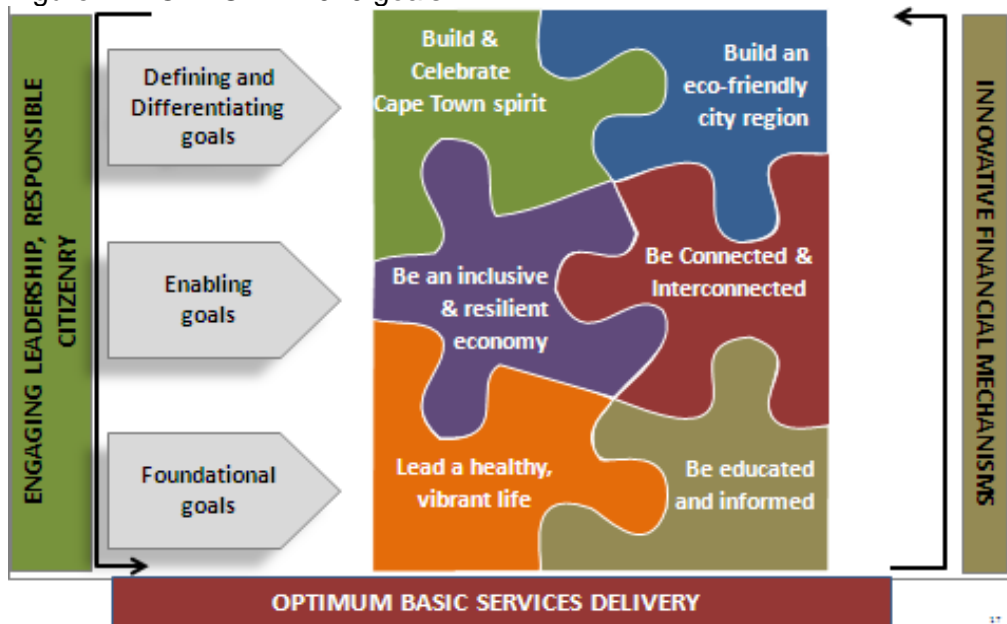 ENGAGING LEADERSHIP, RESPONSIBLE
CITIZENRY
Defining and
Differentiating
goals
Build &
Celebrate
Cape Town spirit
Build an
eco-friendly
city region
Enabling
goals
Be an inclusive
& resilient
economy
Be Connected &
Interconnected
Foundational
goals
Lead a healthy,
vibrant life
Be educated
and informed
INNOVATIVE FINANCIAL MECHANISMS
OPTIMUM BASIC SERVICES DELIVERY